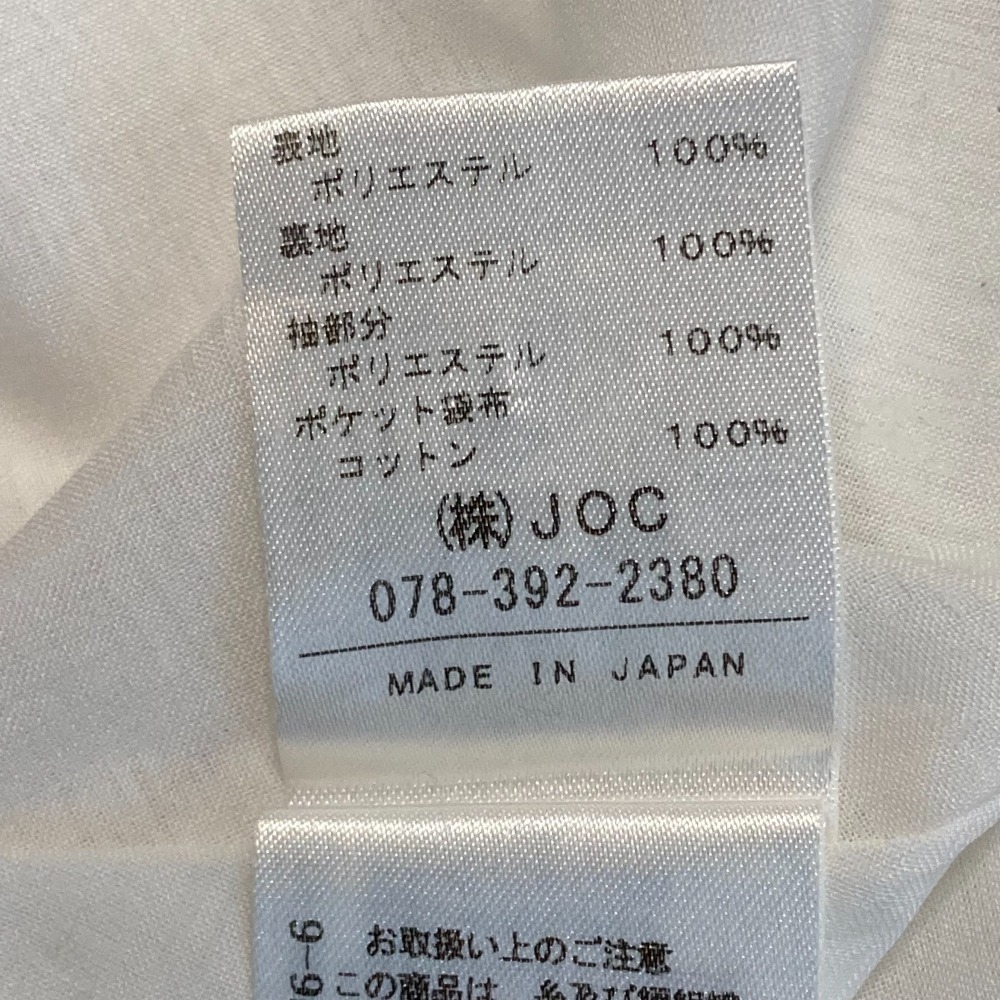 表地
ポリエステル 100%
裏地
ポリエステル 100%
袖部分
ポリエステル 100%
ポケット袋布
コットン 100%
(株)JOC
078-392-2380
MADE IN JAPAN
お取扱い上のご注意
この商品は、糸及び